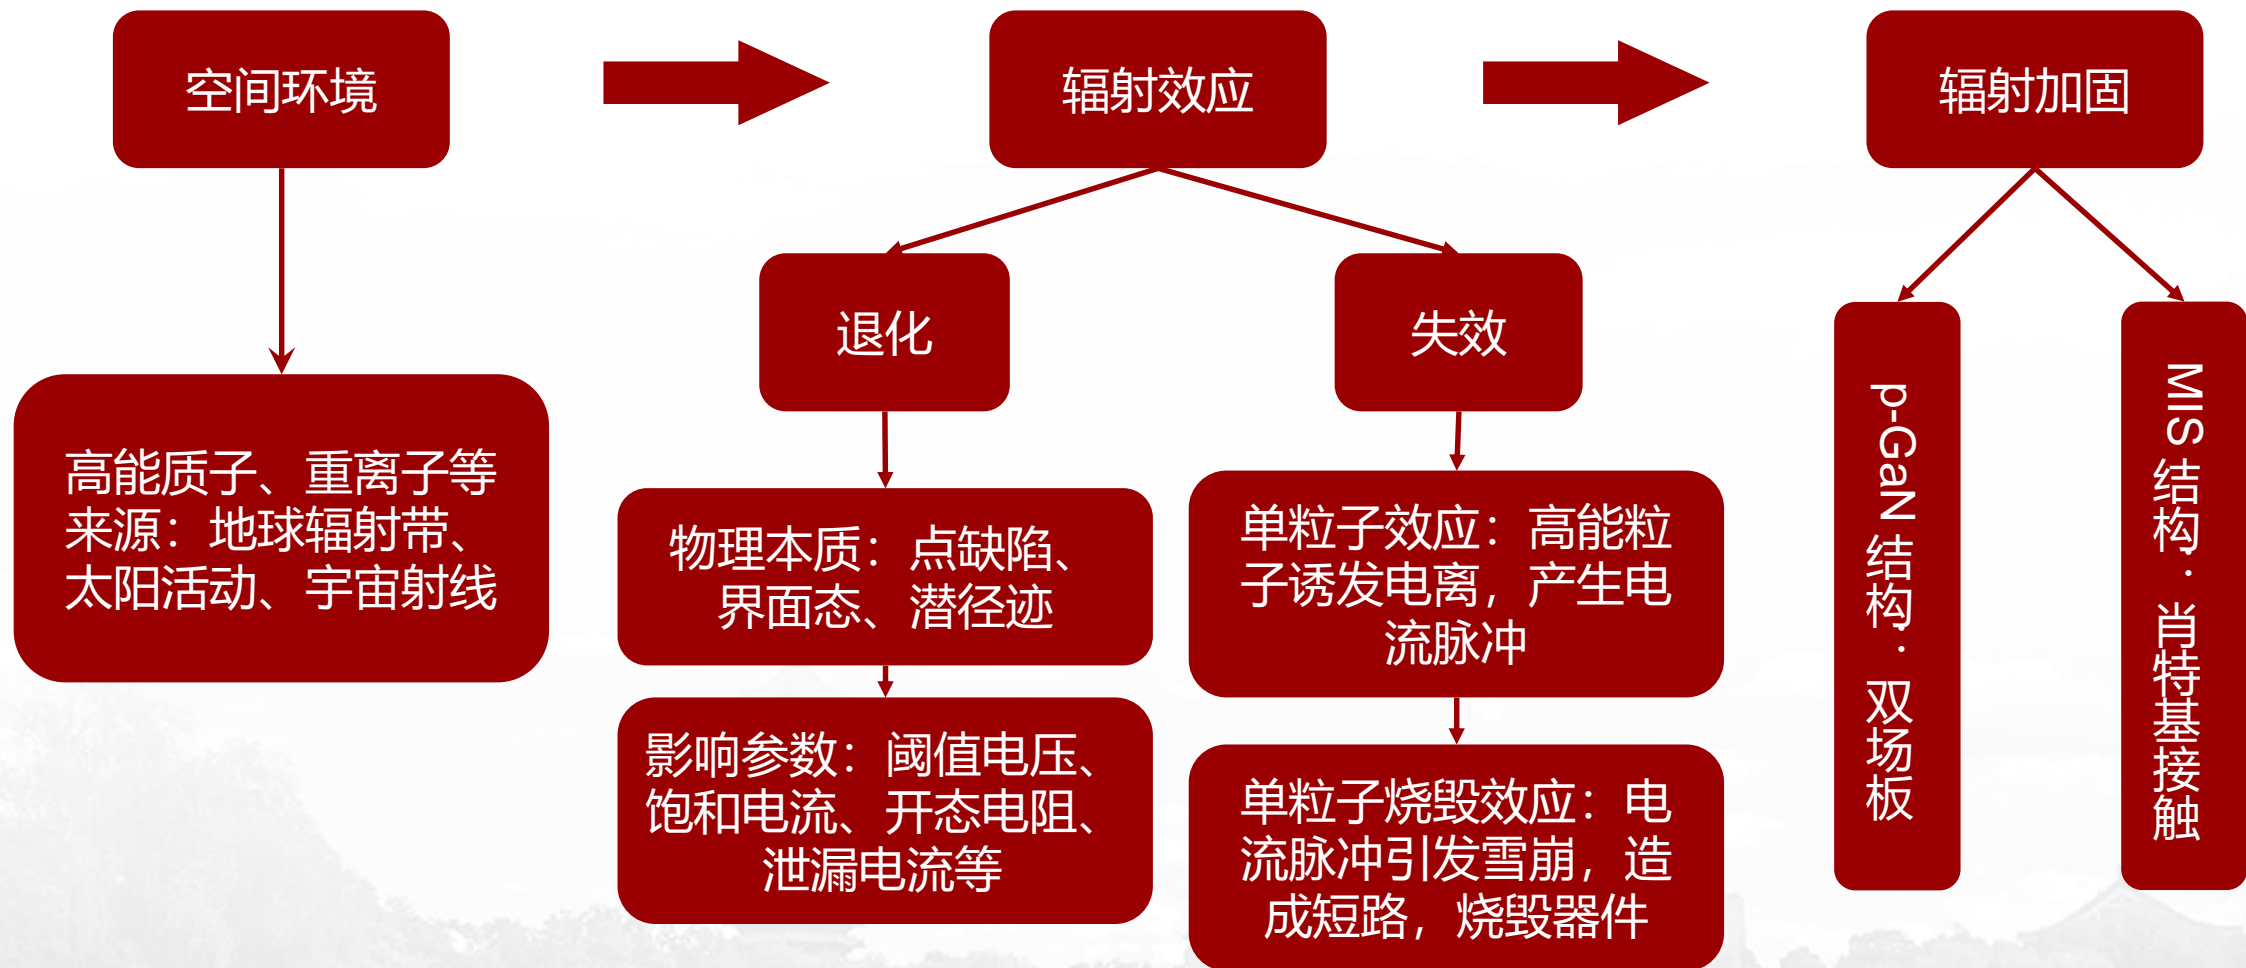 空间环境
辐射效应
辐射加固
高能质子、重离子等
来源：地球辐射带、
太阳活动、宇宙射线
退化
失效
物理本质：点缺陷、
界面态、潜径迹
影响参数：阈值电压、
饱和电流、开态电阻、
泄漏电流等
单粒子效应：高能粒
子诱发电离，产生电
流脉冲
单粒子烧毁效应：电
流脉冲引发雪崩，造
成短路，烧毁器件
p-GaN结构：双场板
MIS结构：肖特基接触